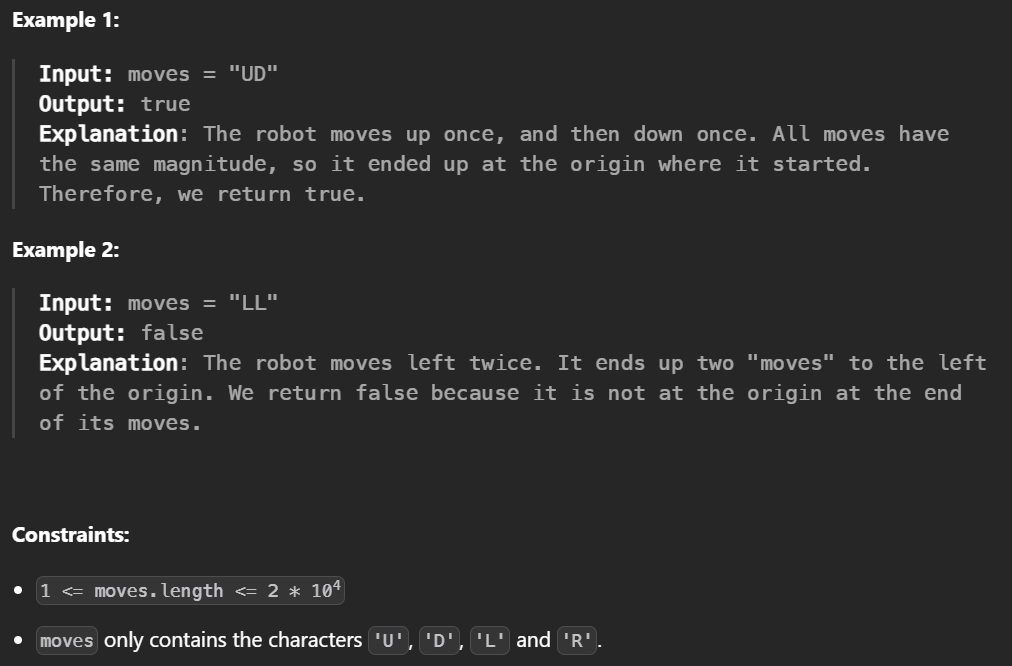 Example 1:
Input: moves = "UD"
Output: true
Explanation: The robot moves up once, and then down once. All moves have
the same magnitude, so it ended up at the origin where it started.
Therefore, we return true.
Example 2:
Input: moves = "LL"
Output: false
Explanation: The robot moves left twice. It ends up two "moves" to the left
of the origin. We return false because it is not at the origin at the end
of its moves.
Constraints:
• 1 <= moves.length <= 2 * 10⁴
• moves only contains the characters 'U', 'D', 'L' and 'R'.